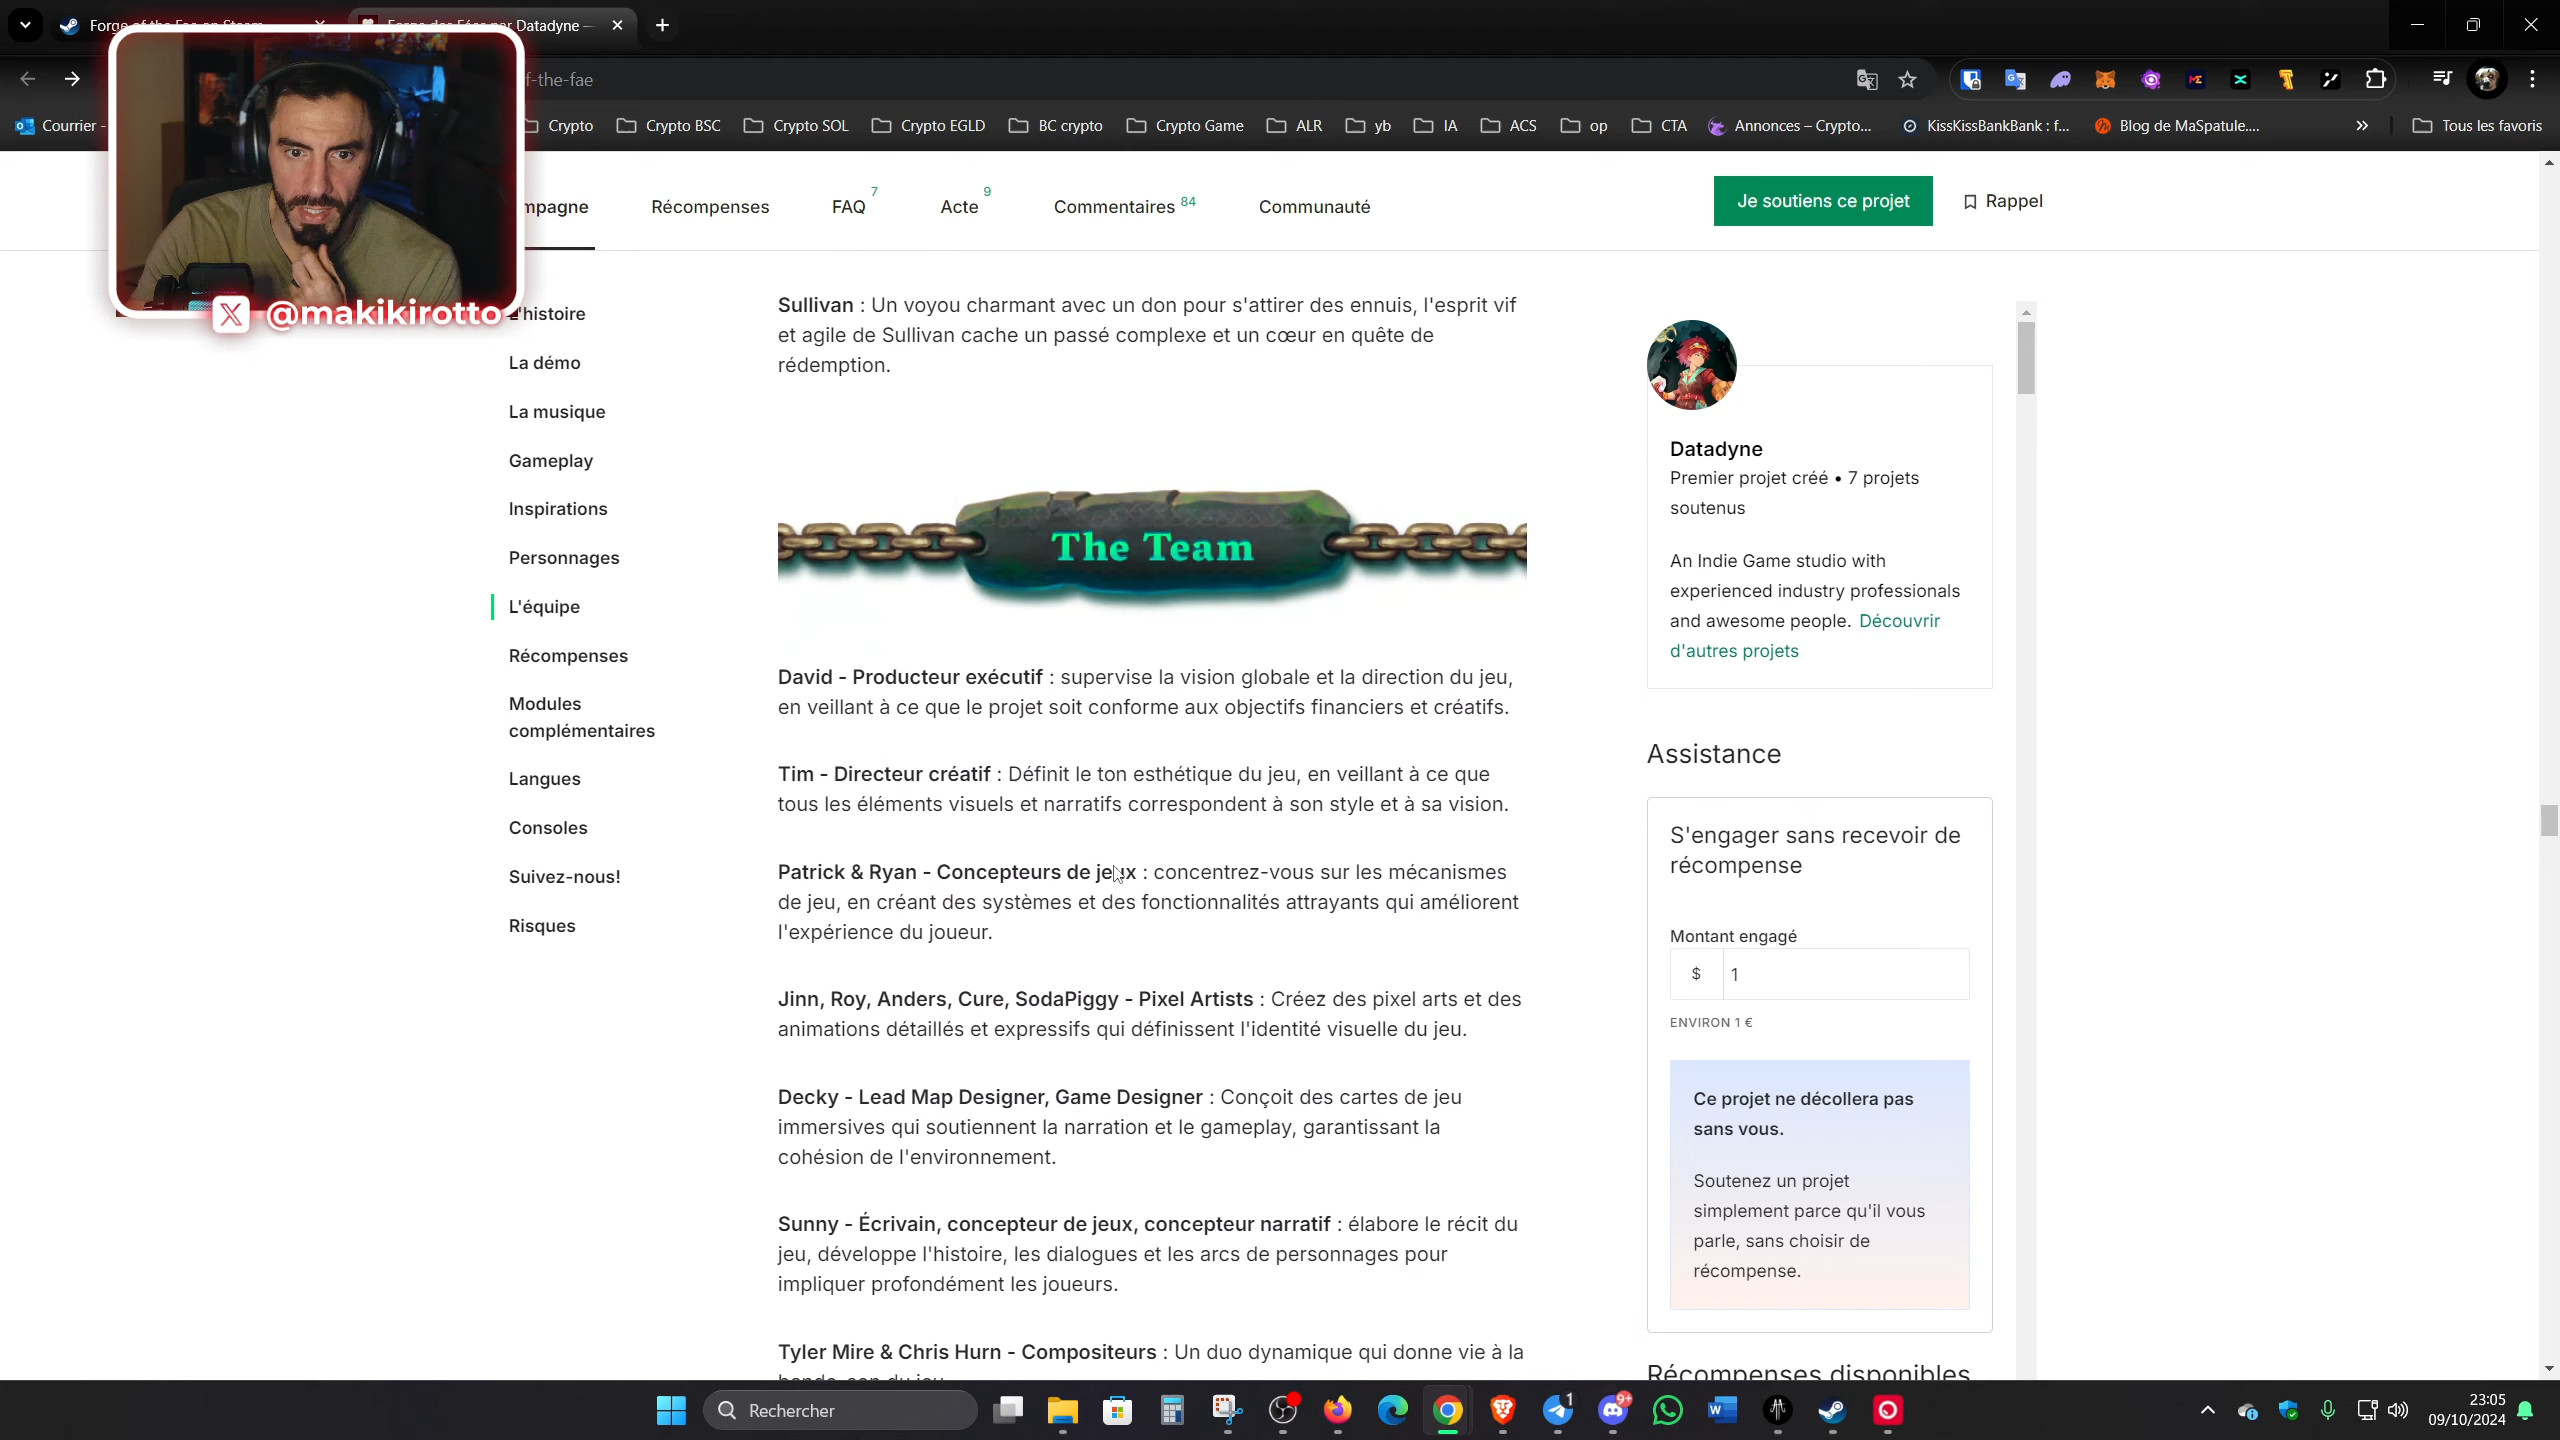 Datadyne —
f-the-fae
Courrier -
Crypto
Crypto BSC
Crypto SOL
Crypto EGLD
BC crypto
Crypto Game
ALR
yb
IA
ACS
op
CTA
Annonces – Crypto...
KissKissBankBank : f...
Blog de MaSpatule....
Tous les favoris
mpagne
Récompenses
FAQ 7
Acte 9
Commentaires 84
Communauté
Je soutiens ce projet
Rappel
@makikirotto
'histoire
La démo
La musique
Gameplay
Inspirations
Personnages
L'équipe
Récompenses
Modules
complémentaires
Langues
Consoles
Suivez-nous!
Risques
Sullivan : Un voyou charmant avec un don pour s'attirer des ennuis, l'esprit vif
et agile de Sullivan cache un passé complexe et un cœur en quête de
rédemption.
The Team
David - Producteur exécutif : supervise la vision globale et la direction du jeu,
en veillant à ce que le projet soit conforme aux objectifs financiers et créatifs.
Tim - Directeur créatif : Définit le ton esthétique du jeu, en veillant à ce que
tous les éléments visuels et narratifs correspondent à son style et à sa vision.
Patrick & Ryan - Concepteurs de jeux : concentrez-vous sur les mécanismes
de jeu, en créant des systèmes et des fonctionnalités attrayants qui améliorent
l'expérience du joueur.
Jinn, Roy, Anders, Cure, SodaPiggy - Pixel Artists : Créez des pixel arts et des
animations détaillés et expressifs qui définissent l'identité visuelle du jeu.
Decky - Lead Map Designer, Game Designer : Conçoit des cartes de jeu
immersives qui soutiennent la narration et le gameplay, garantissant la
cohésion de l'environnement.
Sunny - Écrivain, concepteur de jeux, concepteur narratif : élabore le récit du
jeu, développe l'histoire, les dialogues et les arcs de personnages pour
impliquer profondément les joueurs.
Tyler Mire & Chris Hurn - Compositeurs : Un duo dynamique qui donne vie à la
Datadyne
Premier projet créé • 7 projets
soutenus
An Indie Game studio with
experienced industry professionals
and awesome people. Découvrir
d'autres projets
Assistance
S'engager sans recevoir de
récompense
Montant engagé
$ 1
ENVIRON 1 €
Ce projet ne décollera pas
sans vous.
Soutenez un projet
simplement parce qu'il vous
parle, sans choisir de
récompense.
Récompenses disponibles
Rechercher
1
9+
23:05
09/10/2024